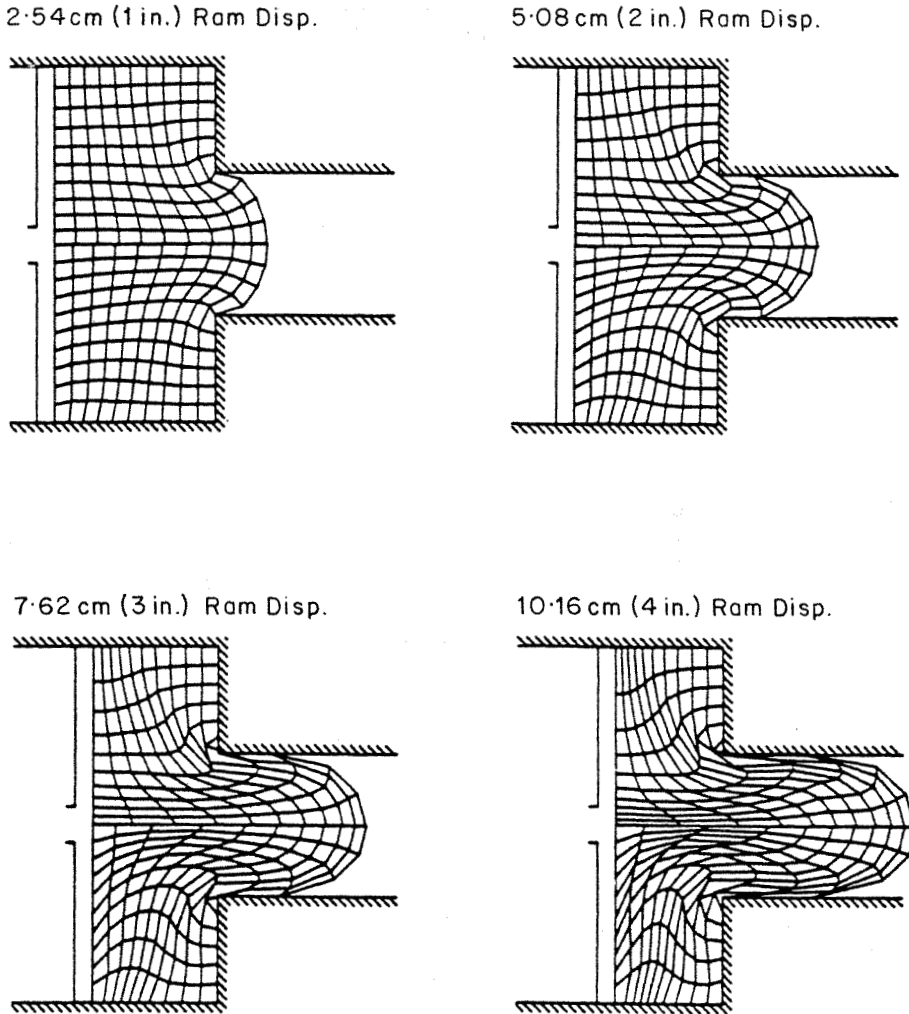 2·54 cm (1 in.) Ram Disp.
5·08 cm (2 in.) Ram Disp.
7·62 cm (3 in.) Ram Disp.
10·16 cm (4 in.) Ram Disp.